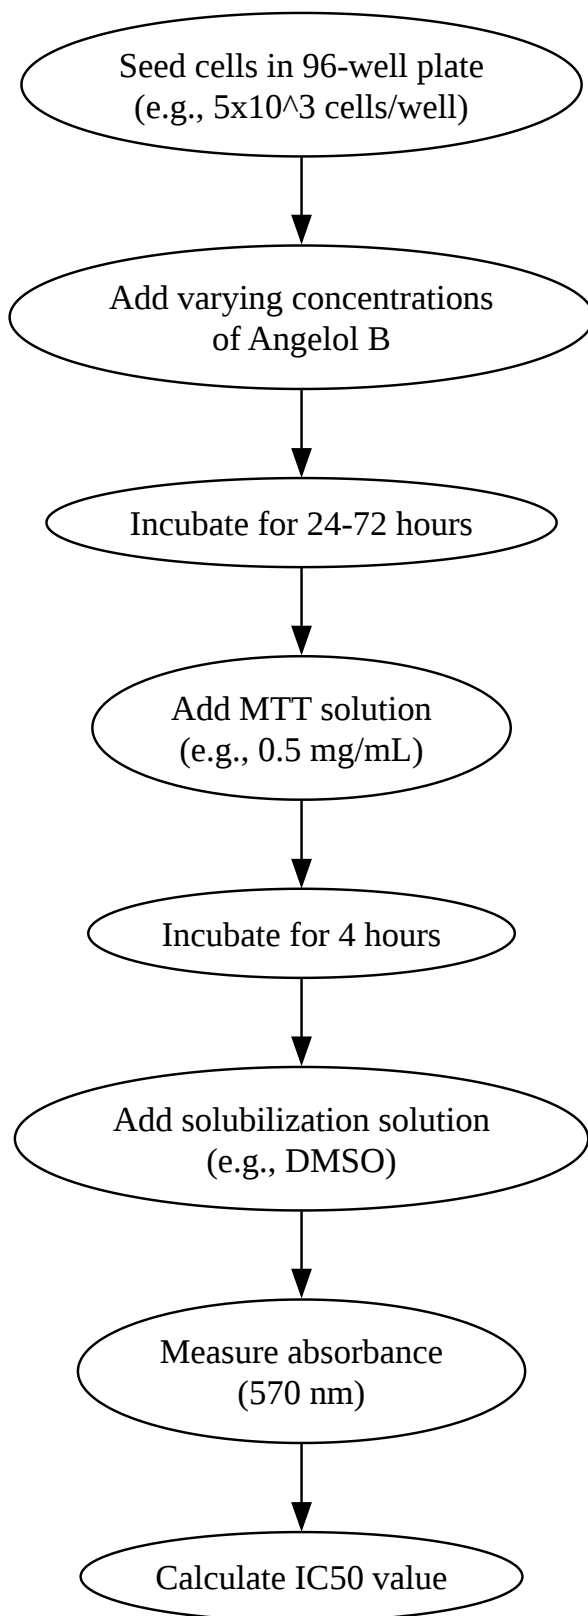 Seed cells in 96-well plate
(e.g., 5x10^3 cells/well)
Add varying concentrations
of Angelol B
Incubate for 24-72 hours
Add MTT solution
(e.g., 0.5 mg/mL)
Incubate for 4 hours
Add solubilization solution
(e.g., DMSO)
Measure absorbance
(570 nm)
Calculate IC50 value